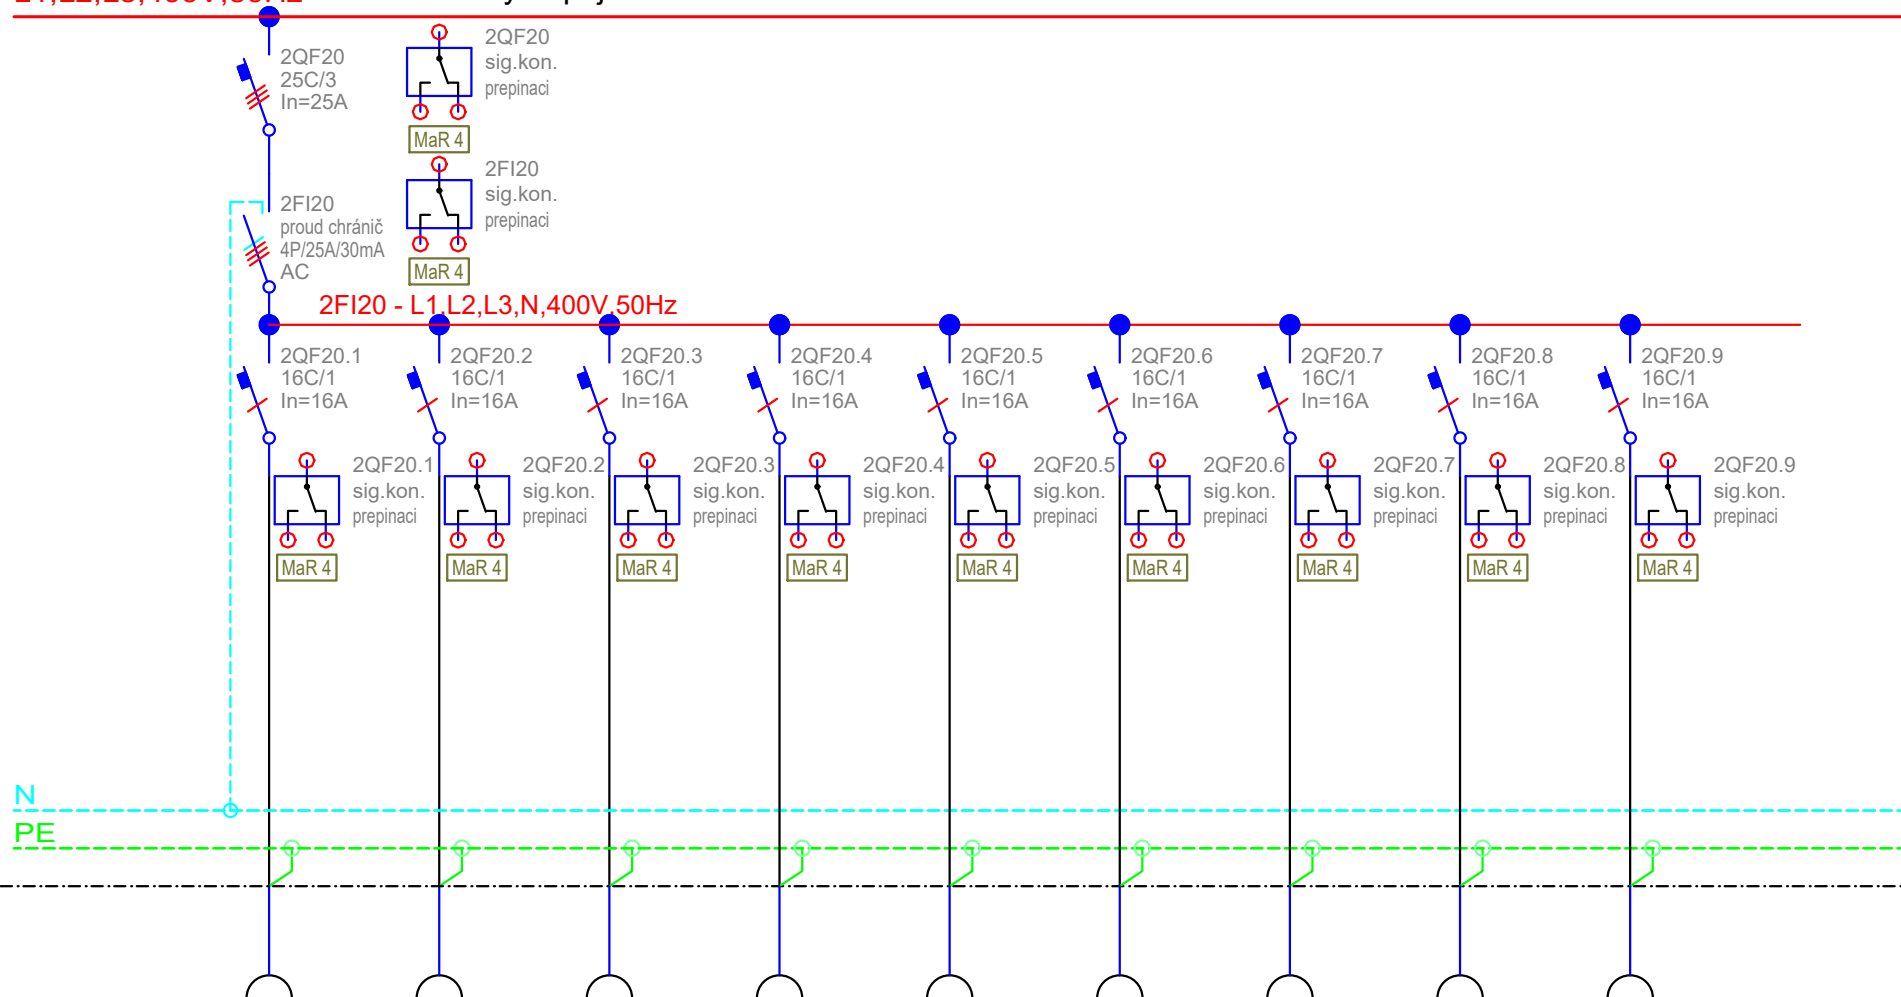 2QF20
25C/3
In=25A
2QF20
sig.kon.
prepinaci
MaR 4
2FI20
proud chránič
4P/25A/30mA
AC
2FI20
sig.kon.
prepinaci
MaR 4
2FI20 - L1,L2,L3,N,400V,50Hz
2QF20.1
16C/1
In=16A
2QF20.2
16C/1
In=16A
2QF20.3
16C/1
In=16A
2QF20.4
16C/1
In=16A
2QF20.5
16C/1
In=16A
2QF20.6
16C/1
In=16A
2QF20.7
16C/1
In=16A
2QF20.8
16C/1
In=16A
2QF20.9
16C/1
In=16A
2QF20.1
sig.kon.
prepinaci
MaR 4
2QF20.2
sig.kon.
prepinaci
MaR 4
2QF20.3
sig.kon.
prepinaci
MaR 4
2QF20.4
sig.kon.
prepinaci
MaR 4
2QF20.5
sig.kon.
prepinaci
MaR 4
2QF20.6
sig.kon.
prepinaci
MaR 4
2QF20.7
sig.kon.
prepinaci
MaR 4
2QF20.8
sig.kon.
prepinaci
MaR 4
2QF20.9
sig.kon.
prepinaci
MaR 4
N
PE